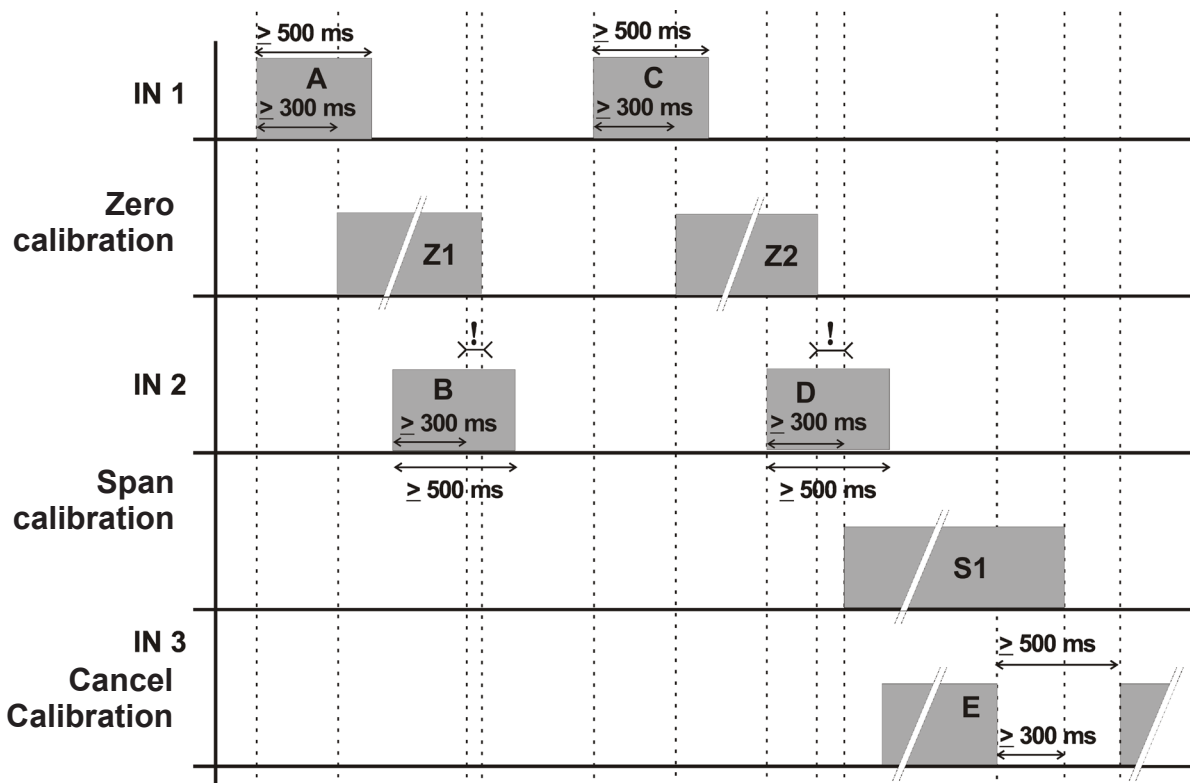 ≥ 500 ms
≥ 500 ms
IN 1
A
C
≥ 300 ms
≥ 300 ms
Zero
calibration
Z1
Z2
!
!
IN 2
B
D
≥ 300 ms
≥ 300 ms
Span
calibration
≥ 500 ms
≥ 500 ms
S1
IN 3
Cancel
Calibration
≥ 500 ms
E
≥ 300 ms